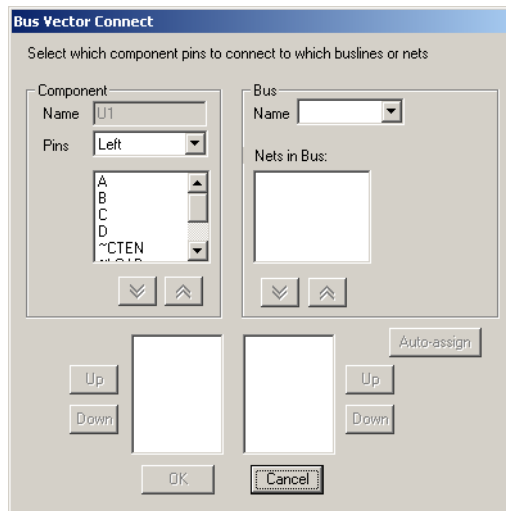 Bus Vector Connect
Select which component pins to connect to which buslines or nets
Component
Name U1
Pins Left
A
B
C
D
~CTEN
Bus
Name
Nets in Bus:
Auto-assign
Up
Down
Up
Down
OK
Cancel